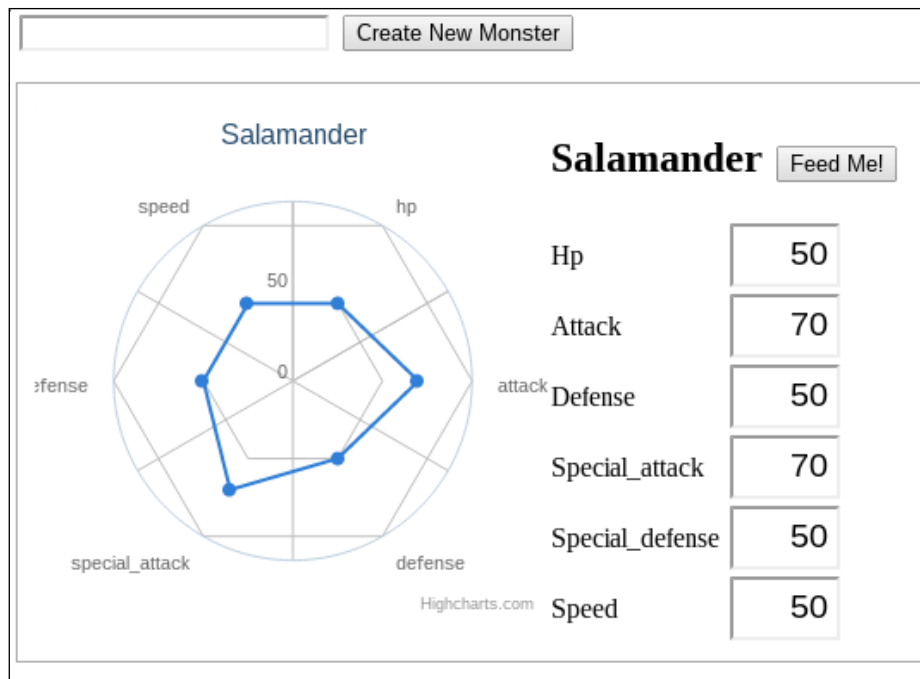 Create New Monster
Salamander
Salamander
Feed Me!
speed
hp
50
0
efense
attack
special_attack
defense
Highcharts.com
Hp 50
Attack 70
Defense 50
Special_attack 70
Special_defense 50
Speed 50